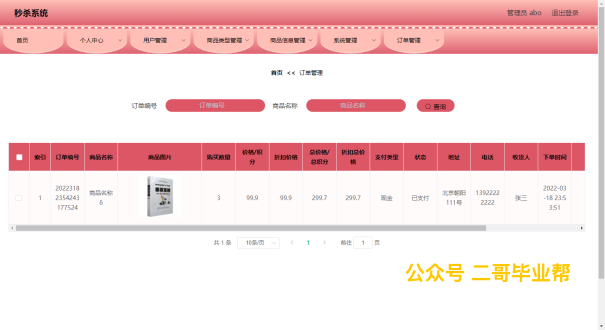 秒杀系统
管理员 abo 退出登录
首页 个人中心 用户管理 商品类型管理 商品信息管理 系统管理 订单管理
首页 << 订单管理
订单编号 订单编号 商品名称 商品名称 查询
索引 订单编号 商品名称 商品图片 购买数量 价格/积分 折扣价格 总价格/总积分 折扣总价格 支付类型 状态 地址 电话 收货人 下单时间
1 20223182354243177524 商品名称6 3 99.9 99.9 299.7 299.7 现金 已支付 北京朝阳111号 13922222222 张三 2022-03-18 23:53:51
共 1 条 10条/页 1 前往 1 页
公众号 二哥毕业帮